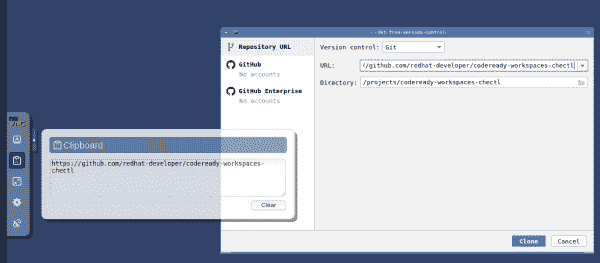 Get from Version Control
Repository URL
Version control:
Git
GitHub
No accounts
URL:
//github.com/redhat-developer/codeready-workspaces-chectl
Directory:
/projects/codeready-workspaces-chectl
GitHub Enterprise
No accounts
Clipboard
https://github.com/redhat-developer/codeready-workspaces-
chectl
Clear
Clone
Cancel